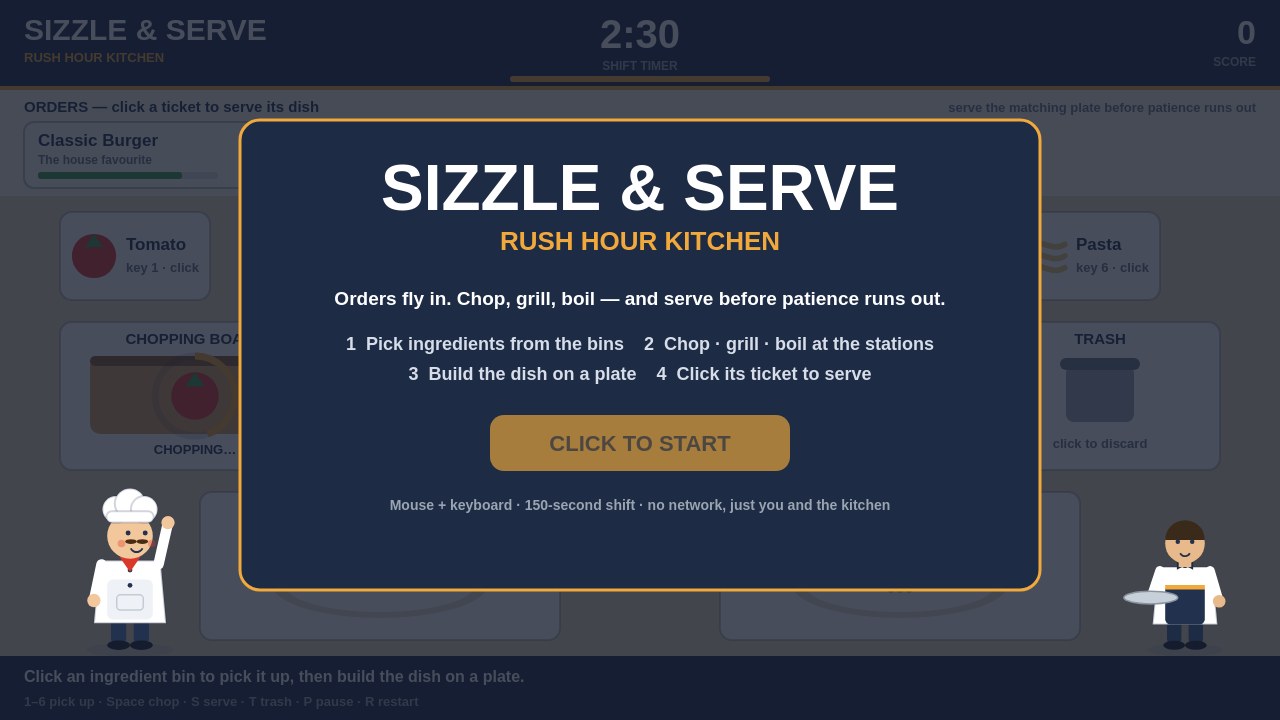 SIZZLE & SERVE
RUSH HOUR KITCHEN
2:30
SHIFT TIMER
0
SCORE
ORDERS — click a ticket to serve its dish
serve the matching plate before patience runs out
Classic Burger
The house favourite
Tomato
key 1 · click
Pasta
key 6 · click
CHOPPING BOA
CHOPPING...
TRASH
click to discard
SIZZLE & SERVE
RUSH HOUR KITCHEN
Orders fly in. Chop, grill, boil — and serve before patience runs out.
1 Pick ingredients from the bins 2 Chop · grill · boil at the stations
3 Build the dish on a plate 4 Click its ticket to serve
CLICK TO START
Mouse + keyboard · 150-second shift · no network, just you and the kitchen
Click an ingredient bin to pick it up, then build the dish on a plate.
1–6 pick up · Space chop · S serve · T trash · P pause · R restart